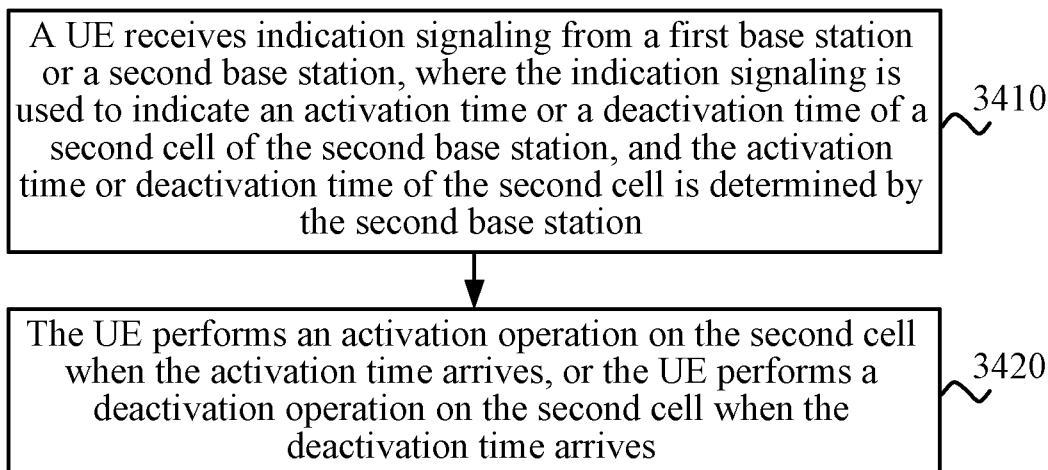 A UE receives indication signaling from a first base station
or a second base station, where the indication signaling is
used to indicate an activation time or a deactivation time of a
second cell of the second base station, and the activation
time or deactivation time of the second cell is determined by
the second base station
3410
The UE performs an activation operation on the second cell
when the activation time arrives, or the UE performs a
deactivation operation on the second cell when the
deactivation time arrives
3420